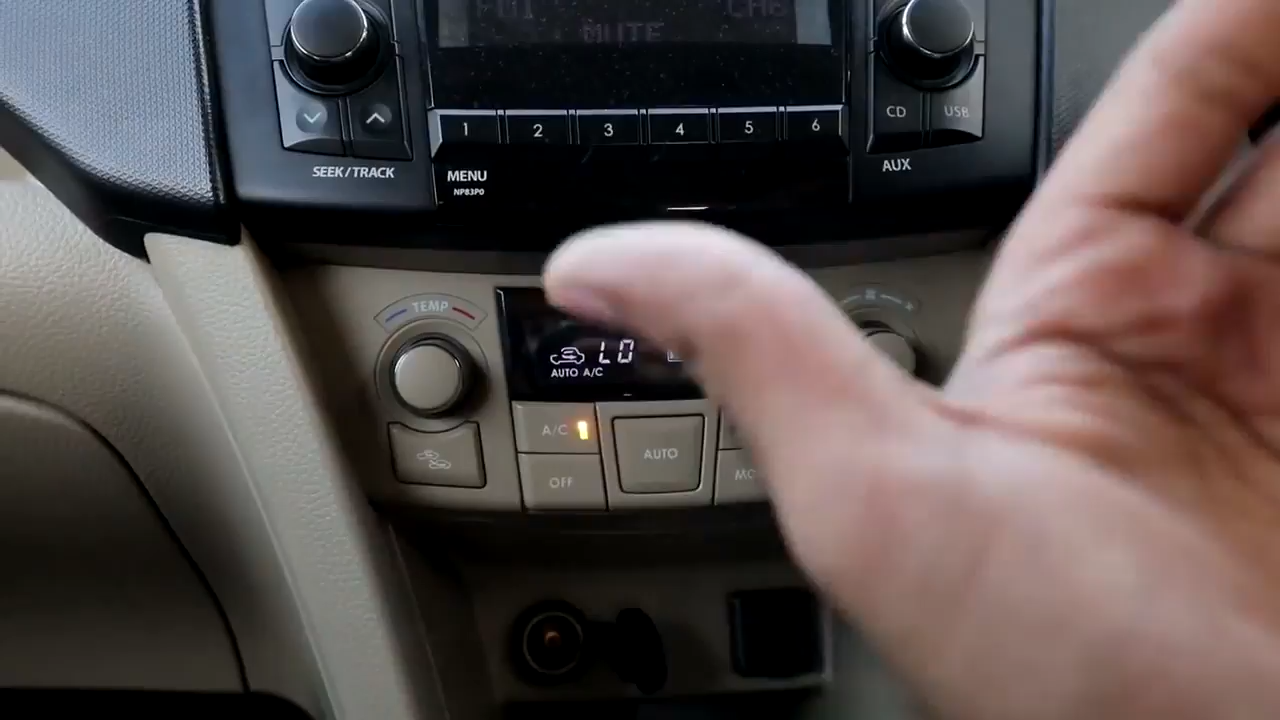 MUTE
1 2 3 4 5 6
CD USB
SEEK/TRACK
MENU
NP83P0
AUX
TEMP
LO
AUTO A/C
A/C
AUTO
OFF